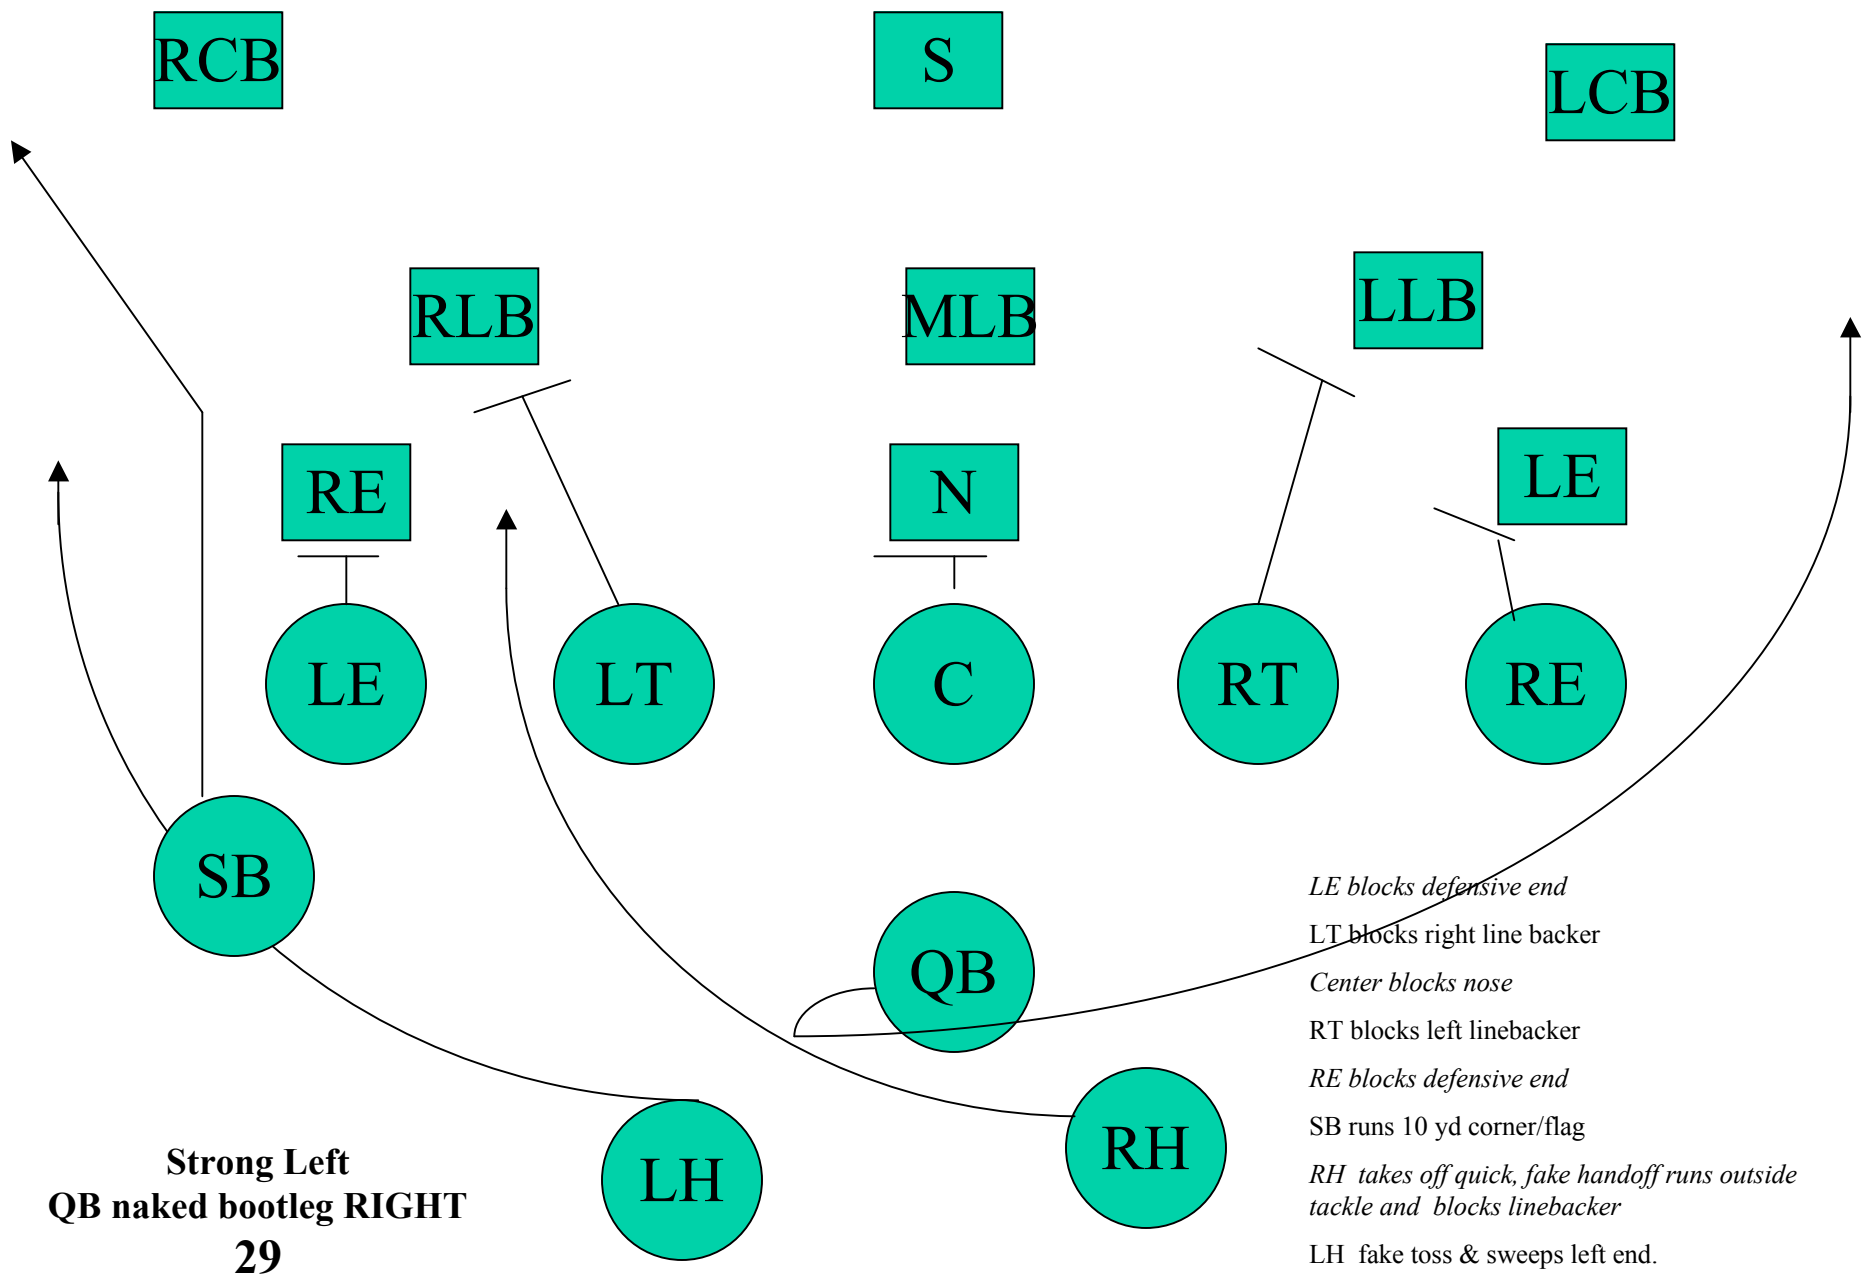 RCB
S
LCB
RLB
MLB
LLB
RE
N
LE
LE
LT
C
RT
RE
SB
QB
LH
RH
LE blocks defensive end
LT blocks right line backer
Center blocks nose
RT blocks left linebacker
RE blocks defensive end
SB runs 10 yd corner/flag
RH takes off quick, fake handoff runs outside
tackle and blocks linebacker
LH fake toss & sweeps left end.
Strong Left
QB naked bootleg RIGHT
29